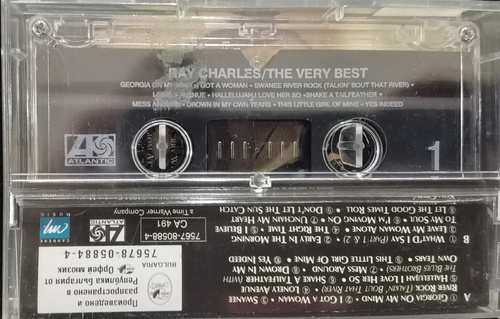 RAY CHARLES/THE VERY BEST
GEORGIA ON MY MIND • I GOT A WOMAN • SWANEE RIVER ROCK (TALKIN' 'BOUT THAT RIVER) •
AVENUE • HALLELUJAH I LOVE HER SO • SHAKE A TAILFEATHER •
MESS AROUND • DROWN IN MY OWN TEARS • THIS LITTLE GIRL OF MINE • YES INDEED
ATLANTIC
1
A
① GEORGIA ON MY MIND ② I GOT A WOMAN ③ SWANEE
RIVER ROCK (TALKIN' 'BOUT THAT RIVER) ④ LONELY AVENUE ⑤
HALLELUJAH I LOVE HER SO ⑥ SHAKE A TAILFEATHER (WITH
THE BLUES BROTHERS) ⑦ MESS AROUND ⑧ DROWN IN MY
OWN TEARS ⑨ THIS LITTLE GIRL OF MINE ⑩ YES INDEED
B
① WHAT I'D SAY (PART 1 & 2) ② EARLY IN THE MORNING
③ LEAVE MY WOMAN ALONE ④ THE RIGHT TIME ⑤ I BELIEVE
TO MY SOUL ⑥ I'M MOVING ON ⑦ UNCHAIN MY HEART
⑧ LET THE GOOD TIMES ROLL ⑨ DON'T LET THE SUN CATCH
7567-80588-4
CA 491
ATLANTIC
a Time Warner Company
Произведено и
разпространено в
Република България от
Орфей мюзик
BULGARIA
75678-05884-4
MUSIC